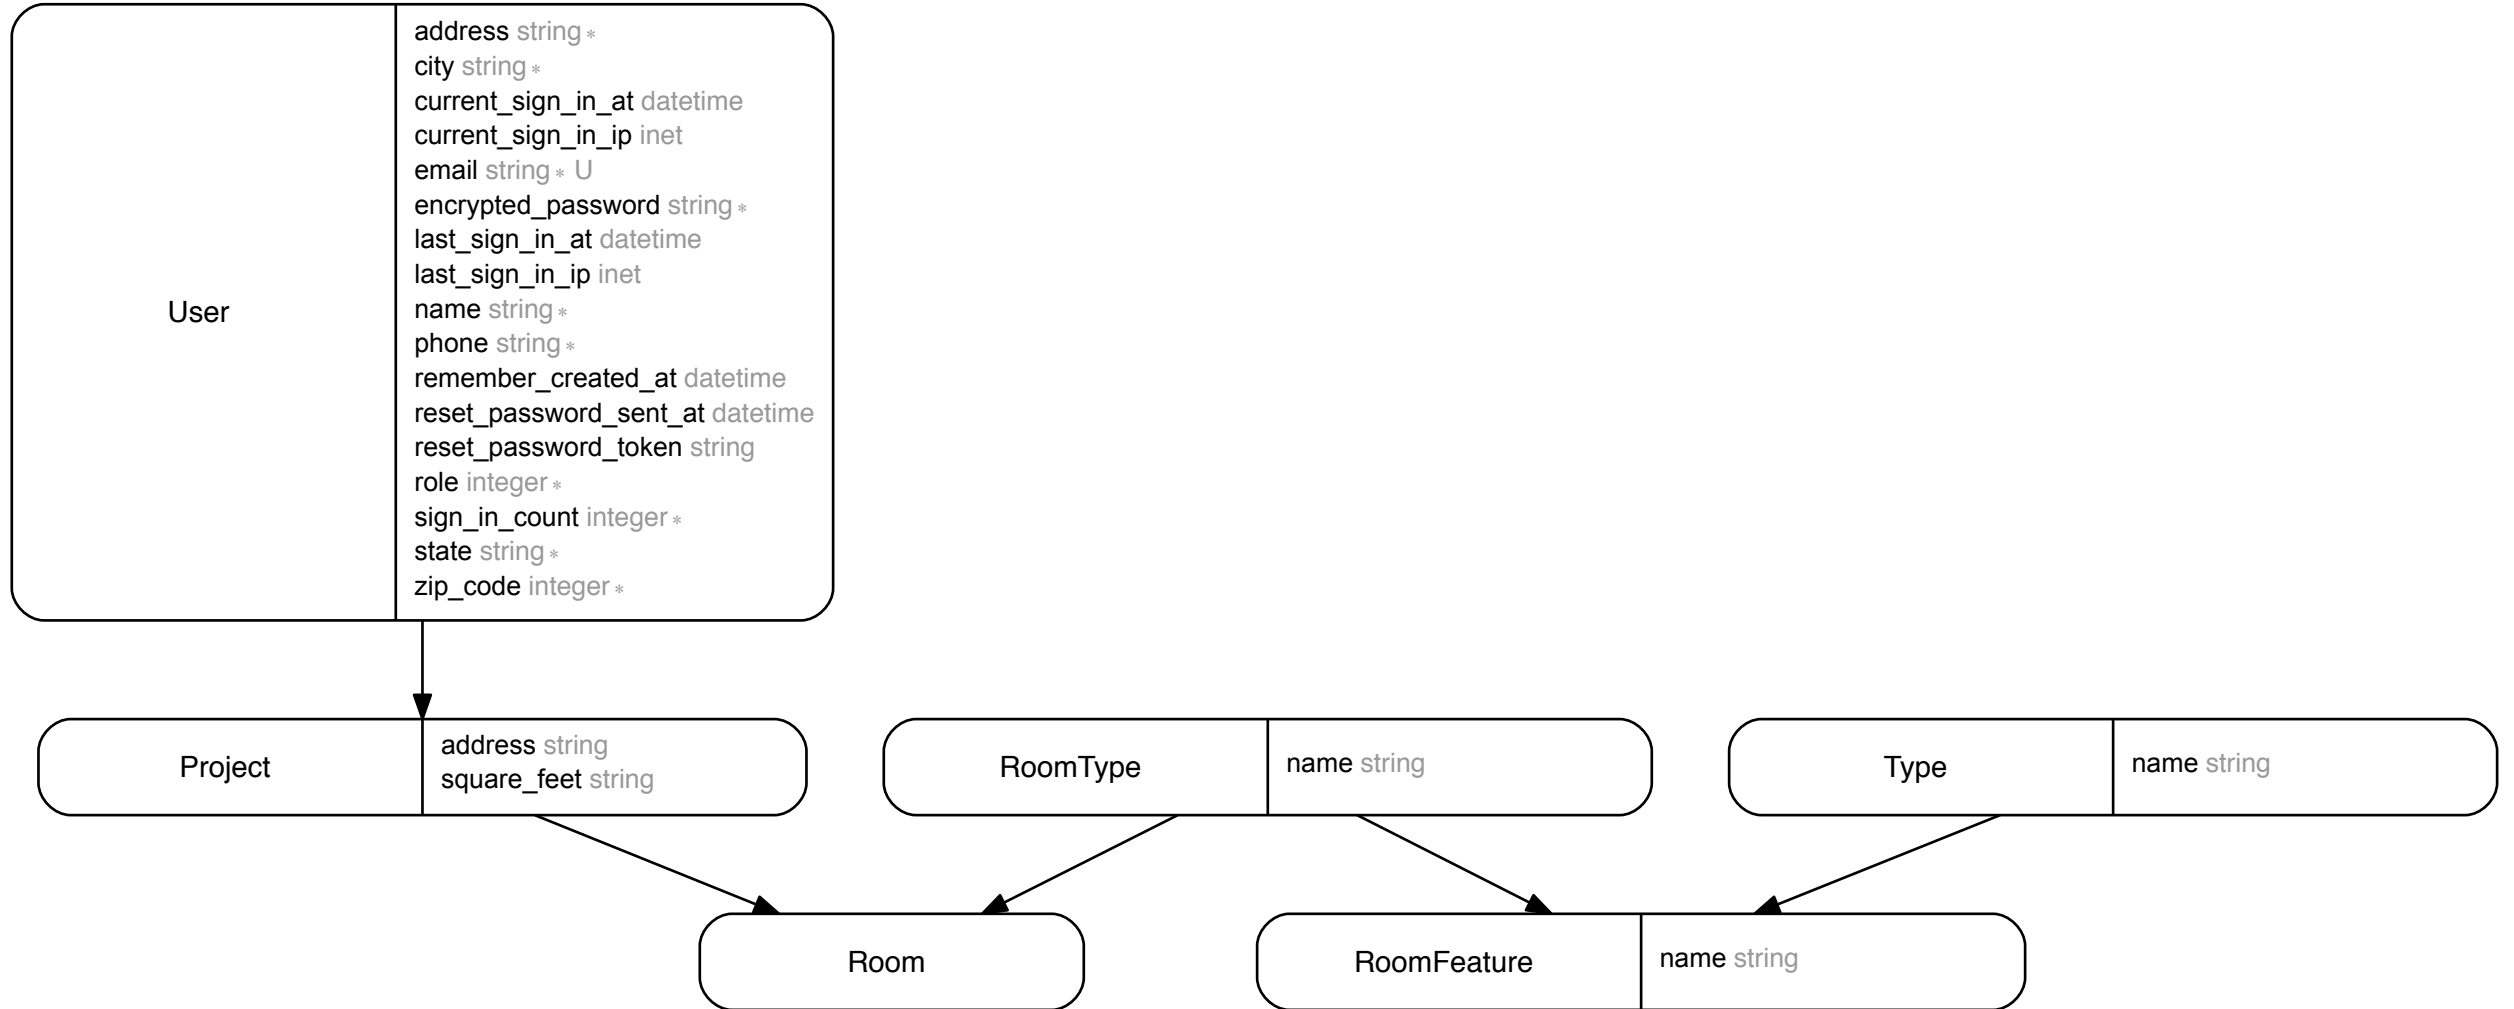 User
address string *
city string *
current_sign_in_at datetime
current_sign_in_ip inet
email string * U
encrypted_password string *
last_sign_in_at datetime
last_sign_in_ip inet
name string *
phone string *
remember_created_at datetime
reset_password_sent_at datetime
reset_password_token string
role integer *
sign_in_count integer *
state string *
zip_code integer *
Project
address string
square_feet string
RoomType
name string
Type
name string
Room
RoomFeature
name string